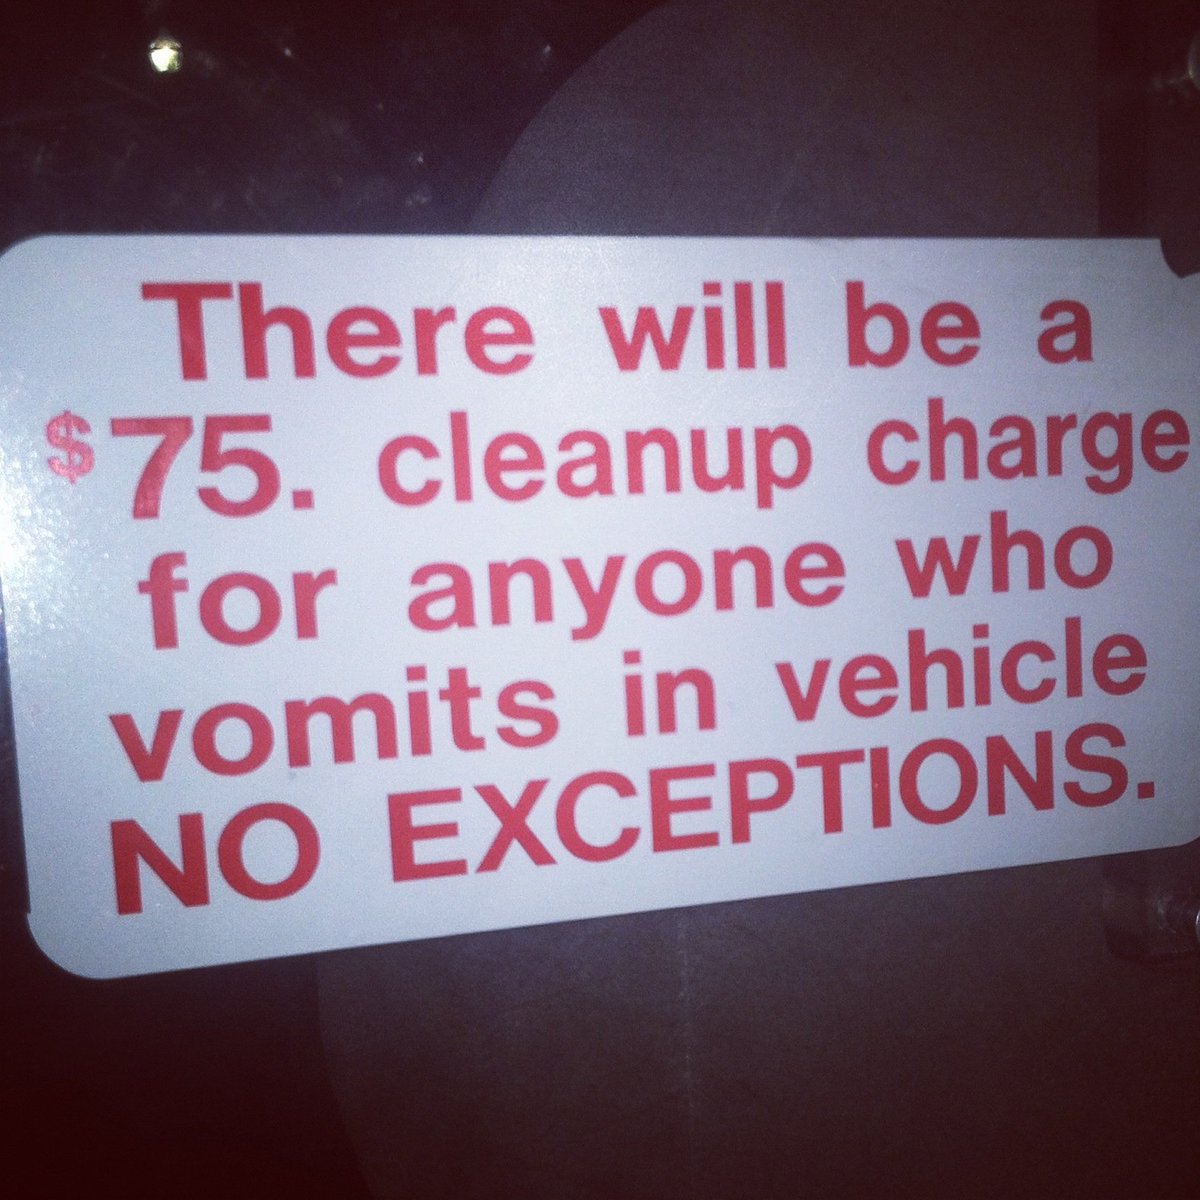 There will be a
$75. cleanup charge
for anyone who
vomits in vehicle
NO EXCEPTIONS.